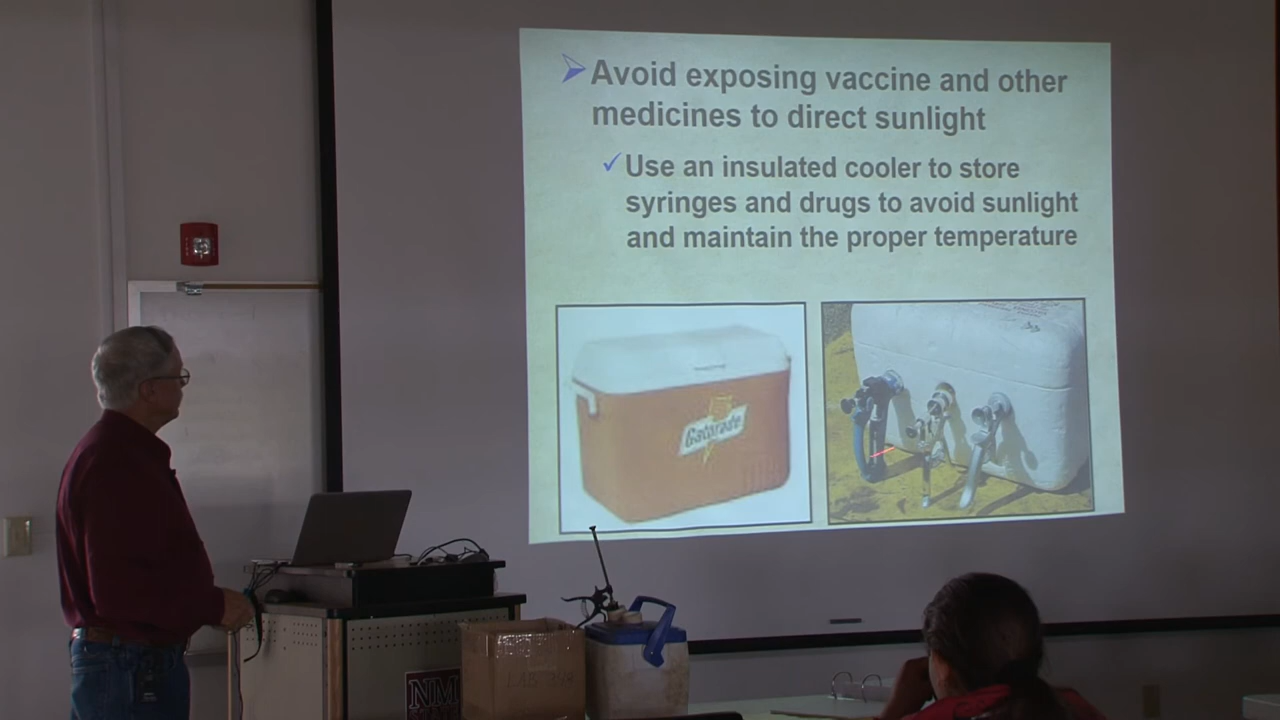 Avoid exposing vaccine and other
medicines to direct sunlight
Use an insulated cooler to store
syringes and drugs to avoid sunlight
and maintain the proper temperature
Gatorade
NM